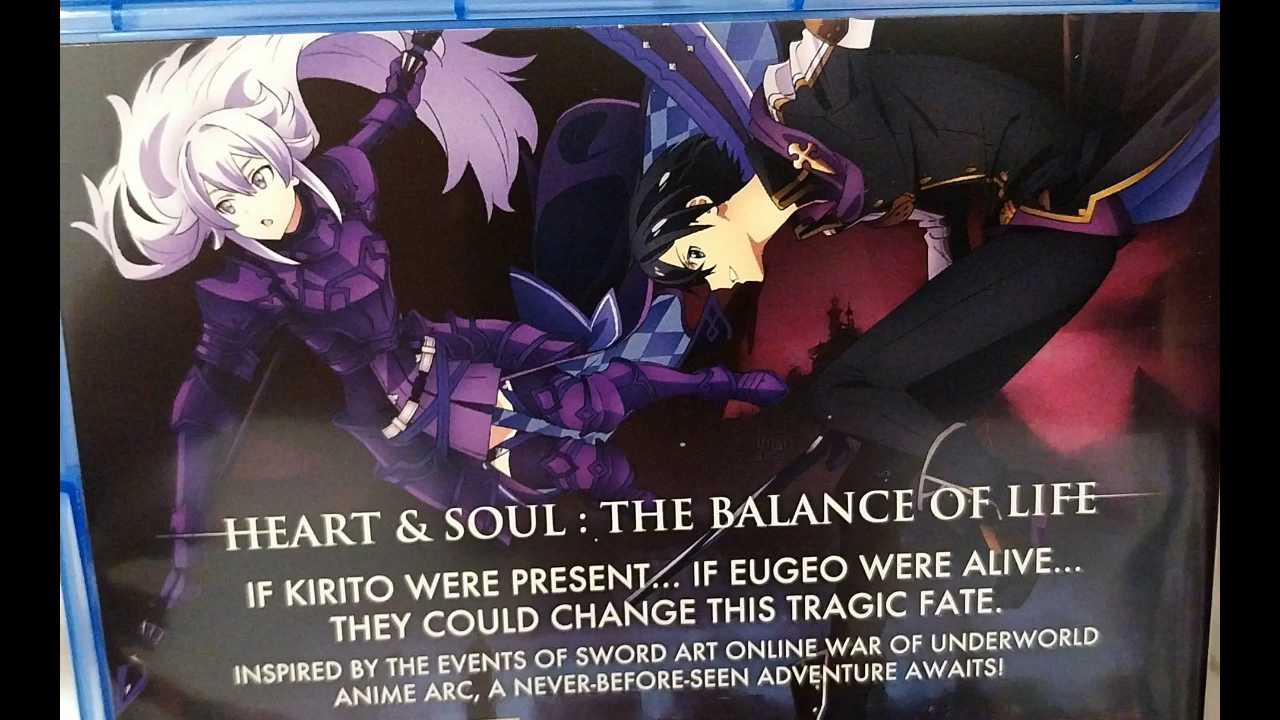 HEART & SOUL : THE BALANCE OF LIFE
IF KIRITO WERE PRESENT... IF EUGEO WERE ALIVE...
THEY COULD CHANGE THIS TRAGIC FATE.
INSPIRED BY THE EVENTS OF SWORD ART ONLINE WAR OF UNDERWORLD
ANIME ARC, A NEVER-BEFORE-SEEN ADVENTURE AWAITS!